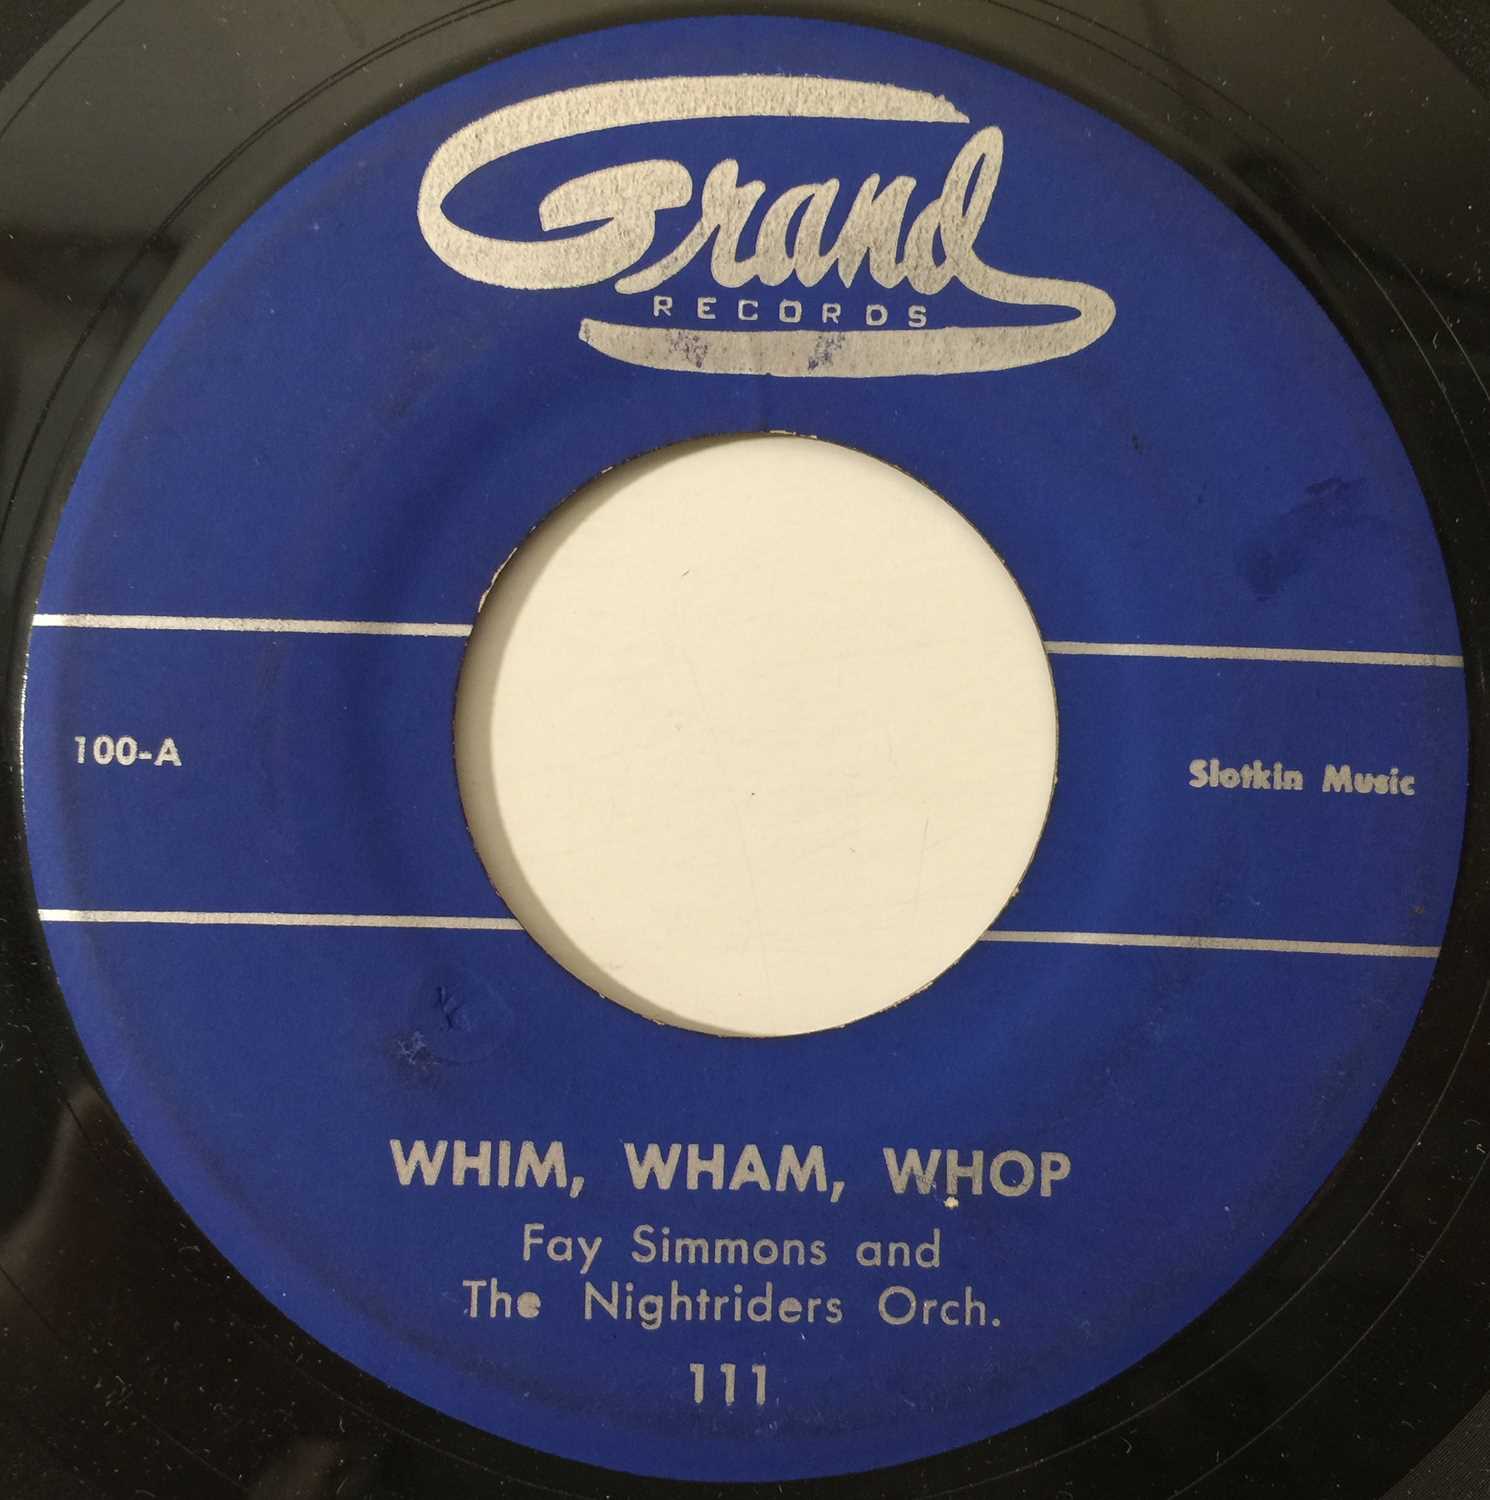 Grand
RECORDS
100-A
Slotkin Music
WHIM, WHAM, WHOP
Fay Simmons and
The Nightriders Orch.
111